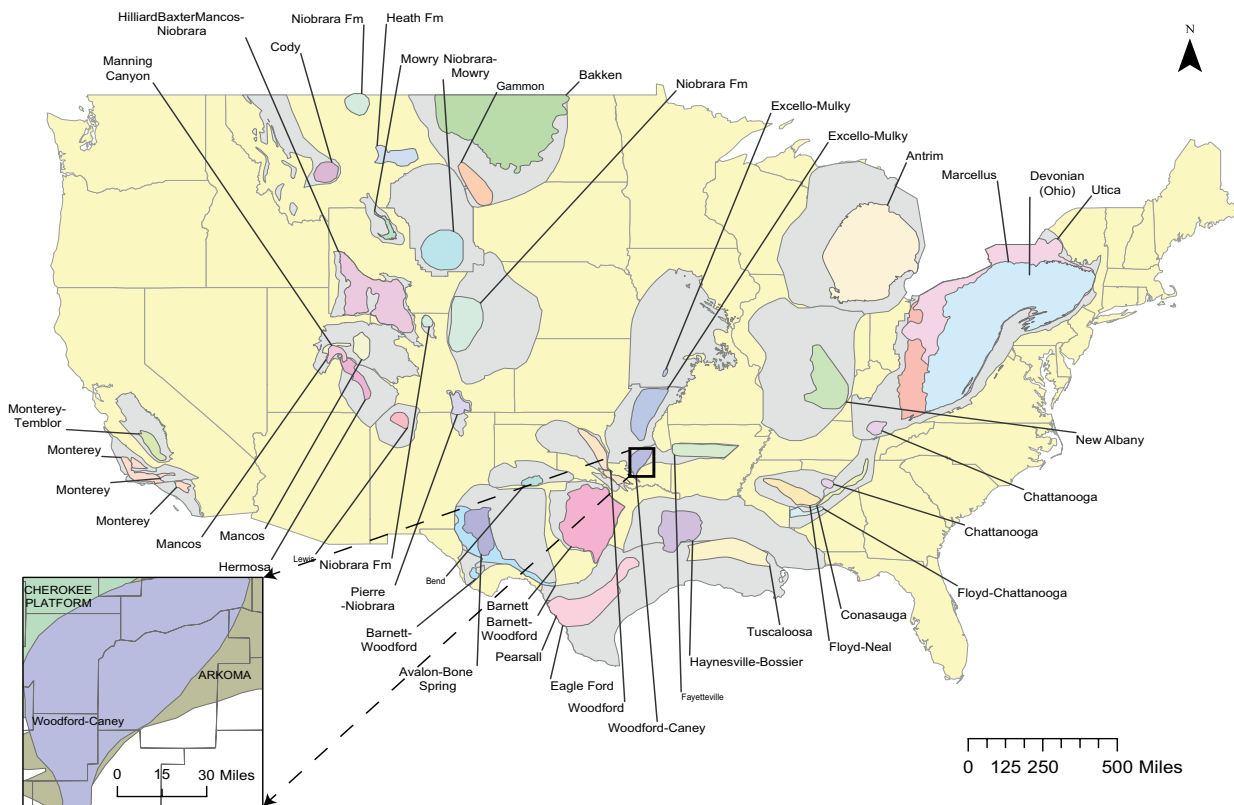 HilliardBaxterMancos-
Niobrara
Niobrara Fm
Heath Fm
Cody
Manning
Canyon
Mowry
Niobrara-
Mowry
Gammon
Bakken
Niobrara Fm
Excello-Mulky
Excello-Mulky
Antrim
Marcellus
Devonian
(Ohio)
Utica
N
Monterey-
Temblor
Monterey
Monterey
Monterey
Mancos
Mancos
Hermosa
Lewis
Niobrara Fm
Pierre
-Niobrara
Bend
Barnett-
Woodford
Avalon-Bone
Spring
Barnett
Barnett-
Woodford
Pearsall
Eagle Ford
Woodford
Woodford-Caney
Fayetteville
Haynesville-Bossier
Tuscaloosa
Floyd-Neal
Conasauga
Floyd-Chattanooga
Chattanooga
Chattanooga
New Albany
CHEROKEE
PLATFORM
ARKOMA
Woodford-Caney
0 15 30 Miles
0 125 250 500 Miles